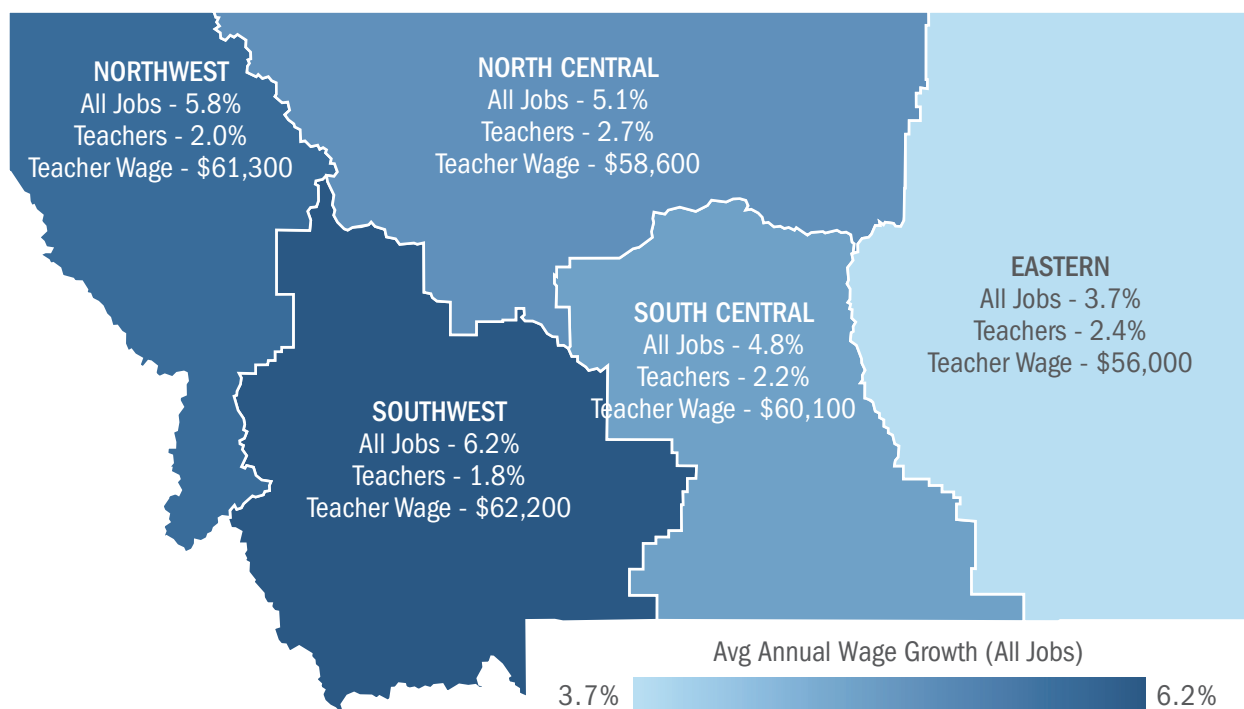 NORTHWEST
All Jobs - 5.8%
Teachers - 2.0%
Teacher Wage - $61,300
NORTH CENTRAL
All Jobs - 5.1%
Teachers - 2.7%
Teacher Wage - $58,600
EASTERN
All Jobs - 3.7%
Teachers - 2.4%
Teacher Wage - $56,000
SOUTH CENTRAL
All Jobs - 4.8%
Teachers - 2.2%
Teacher Wage - $60,100
SOUTHWEST
All Jobs - 6.2%
Teachers - 1.8%
Teacher Wage - $62,200
Avg Annual Wage Growth (All Jobs)
3.7% 6.2%